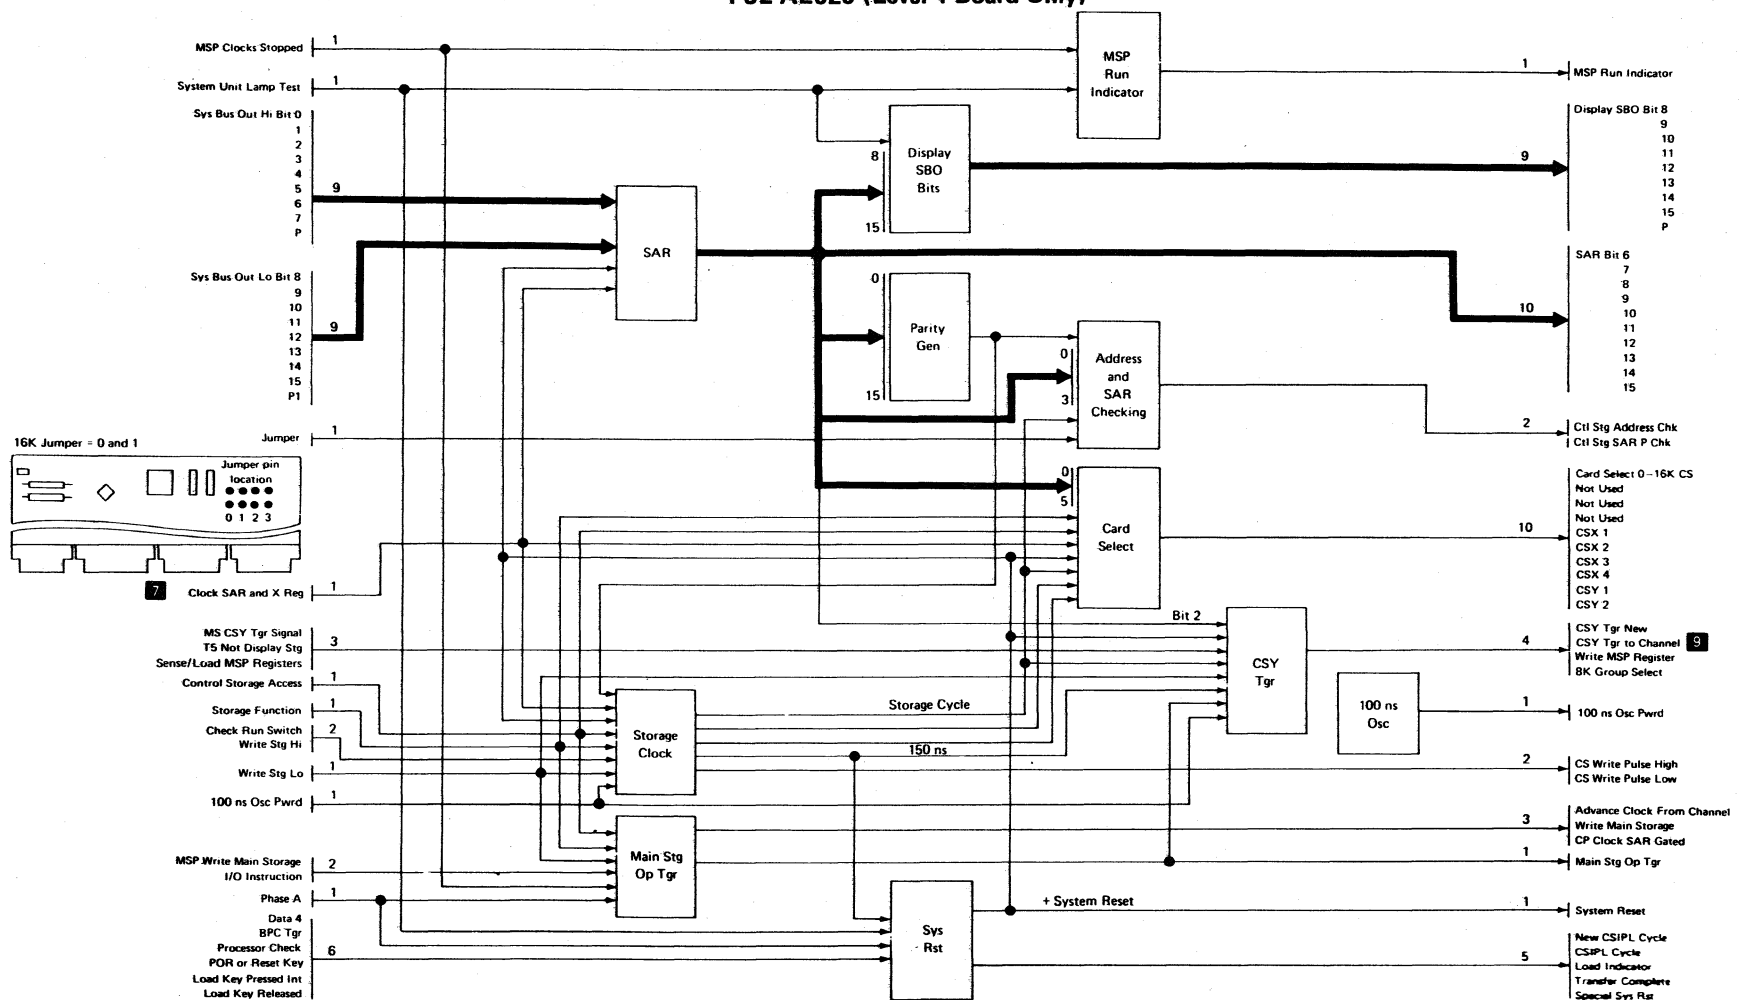 MSP Clocks Stopped
1
System Unit Lamp Test
1
Sys Bus Out Hi Bit 0
1
2
3
4
5
6
7
P
9
Sys Bus Out Lo Bit 8
9
10
11
12
13
14
15
P1
9
Jumper
1
16K Jumper = 0 and 1
Jumper pin
location
0 1 2 3
7
Clock SAR and X Reg
1
MS CSY Tgr Signal
T5 Not Display Stg
Sense/Load MSP Registers
3
Control Storage Access
1
Storage Function
1
Check Run Switch
Write Stg Hi
2
Write Stg Lo
1
100 ns Osc Pwrd
1
MSP Write Main Storage
I/O Instruction
2
Phase A
1
Data 4
BPC Tgr
Processor Check
POR or Reset Key
Load Key Pressed Int
Load Key Released
6
SAR
Storage
Clock
Main Stg
Op Tgr
8
15
Display
SBO
Bits
0
15
Parity
Gen
MSP
Run
Indicator
0
3
Address
and
SAR
Checking
0
5
Card
Select
Bit 2
CSY
Tgr
Storage Cycle
150 ns
100 ns
Osc
Sys
Rst
+ System Reset
1
MSP Run Indicator
9
Display SBO Bit 8
9
10
11
12
13
14
15
P
10
SAR Bit 6
7
8
9
10
11
12
13
14
15
2
Ctl Stg Address Chk
Ctl Stg SAR P Chk
10
Card Select 0-16K CS
Not Used
Not Used
Not Used
CSX 1
CSX 2
CSX 3
CSX 4
CSY 1
CSY 2
4
CSY Tgr New
CSY Tgr to Channel 9
Write MSP Register
BK Group Select
1
100 ns Osc Pwrd
2
CS Write Pulse High
CS Write Pulse Low
3
Advance Clock From Channel
Write Main Storage
CP Clock SAR Gated
1
Main Stg Op Tgr
1
System Reset
5
New CSIPL Cycle
CSIPL Cycle
Load Indicator
Transfer Complete
Special Sys Rst